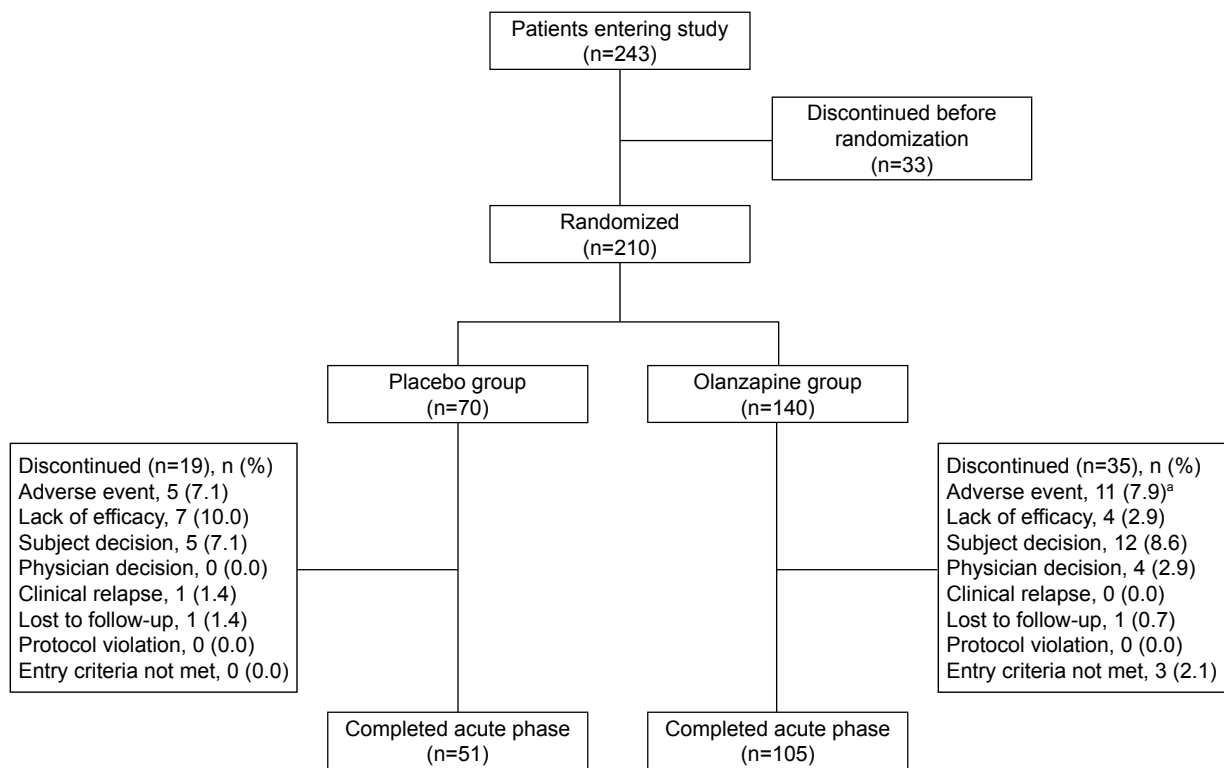 Patients entering study
(n=243)
Discontinued before
randomization
(n=33)
Randomized
(n=210)
Placebo group
(n=70)
Olanzapine group
(n=140)
Discontinued (n=19), n (%)
Adverse event, 5 (7.1)
Lack of efficacy, 7 (10.0)
Subject decision, 5 (7.1)
Physician decision, 0 (0.0)
Clinical relapse, 1 (1.4)
Lost to follow-up, 1 (1.4)
Protocol violation, 0 (0.0)
Entry criteria not met, 0 (0.0)
Discontinued (n=35), n (%)
Adverse event, 11 (7.9)ᵃ
Lack of efficacy, 4 (2.9)
Subject decision, 12 (8.6)
Physician decision, 4 (2.9)
Clinical relapse, 0 (0.0)
Lost to follow-up, 1 (0.7)
Protocol violation, 0 (0.0)
Entry criteria not met, 3 (2.1)
Completed acute phase
(n=51)
Completed acute phase
(n=105)